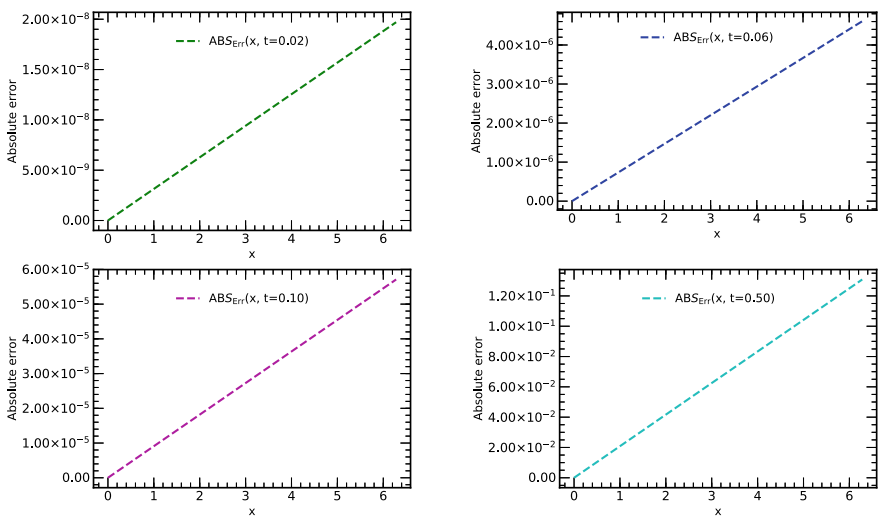 2.00×10⁻⁸
1.50×10⁻⁸
1.00×10⁻⁸
5.00×10⁻⁹
0.00
Absolute error
ABS_Err(x, t=0.02)
0 1 2 3 4 5 6
x
4.00×10⁻⁶
3.00×10⁻⁶
2.00×10⁻⁶
1.00×10⁻⁶
0.00
Absolute error
ABS_Err(x, t=0.06)
0 1 2 3 4 5 6
x
6.00×10⁻⁵
5.00×10⁻⁵
4.00×10⁻⁵
3.00×10⁻⁵
2.00×10⁻⁵
1.00×10⁻⁵
0.00
Absolute error
ABS_Err(x, t=0.10)
0 1 2 3 4 5 6
x
1.20×10⁻¹
1.00×10⁻¹
8.00×10⁻²
6.00×10⁻²
4.00×10⁻²
2.00×10⁻²
0.00
Absolute error
ABS_Err(x, t=0.50)
0 1 2 3 4 5 6
x